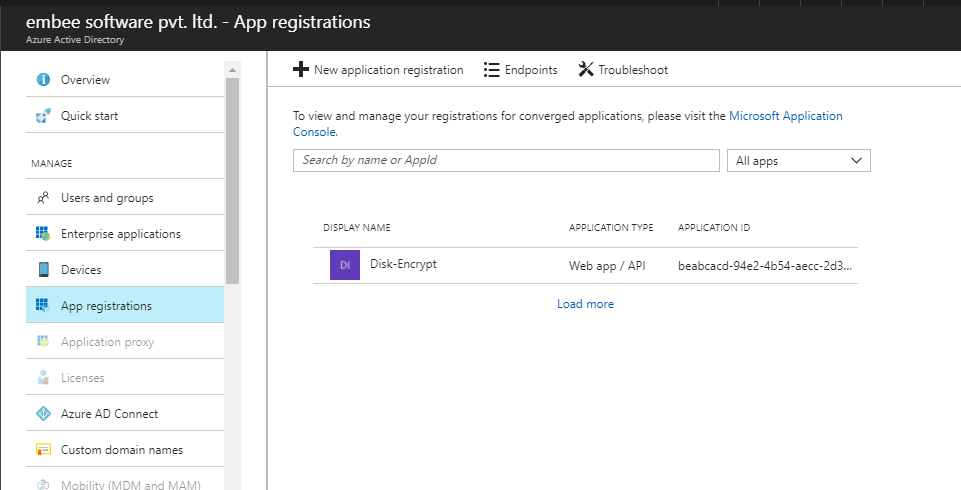 embee software pvt. ltd. - App registrations
Azure Active Directory
Overview
Quick start
MANAGE
Users and groups
Enterprise applications
Devices
App registrations
Application proxy
Licenses
Azure AD Connect
Custom domain names
Mobility (MDM and MAM)
New application registration Endpoints Troubleshoot
To view and manage your registrations for converged applications, please visit the Microsoft Application
Console.
Search by name or AppId All apps
DISPLAY NAME APPLICATION TYPE APPLICATION ID
DI Disk-Encrypt Web app / API beabcacd-94e2-4b54-aecc-2d3...
Load more